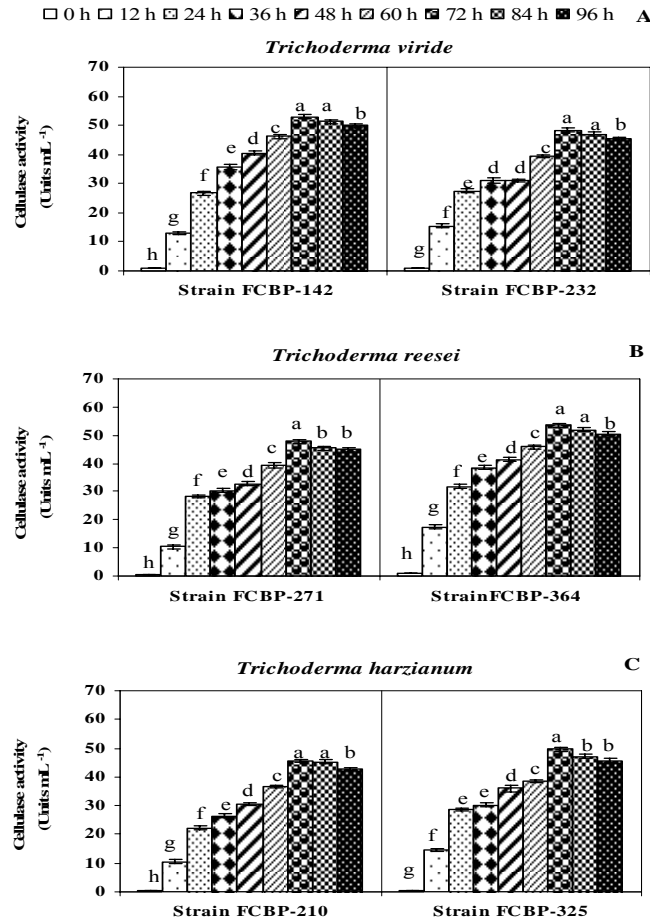 0 h 12 h 24 h 36 h 48 h 60 h 72 h 84 h 96 h A
Trichoderma viride
70
60
50
40
30
20
10
0
Cellulase activity
(Units mL⁻¹)
h g f e d c a a b
g f e d d c a a b
Strain FCBP-142 Strain FCBP-232
Trichoderma reesei B
70
60
50
40
30
20
10
0
Cellulase activity
(Units mL⁻¹)
h g f e d c a b b
h g f e d c a a b
Strain FCBP-271 StrainFCBP-364
Trichoderma harzianum C
70
60
50
40
30
20
10
0
Cellulase activity
(Units mL⁻¹)
h g f e d c a a b
g f e e d c a b b
Strain FCBP-210 Strain FCBP-325